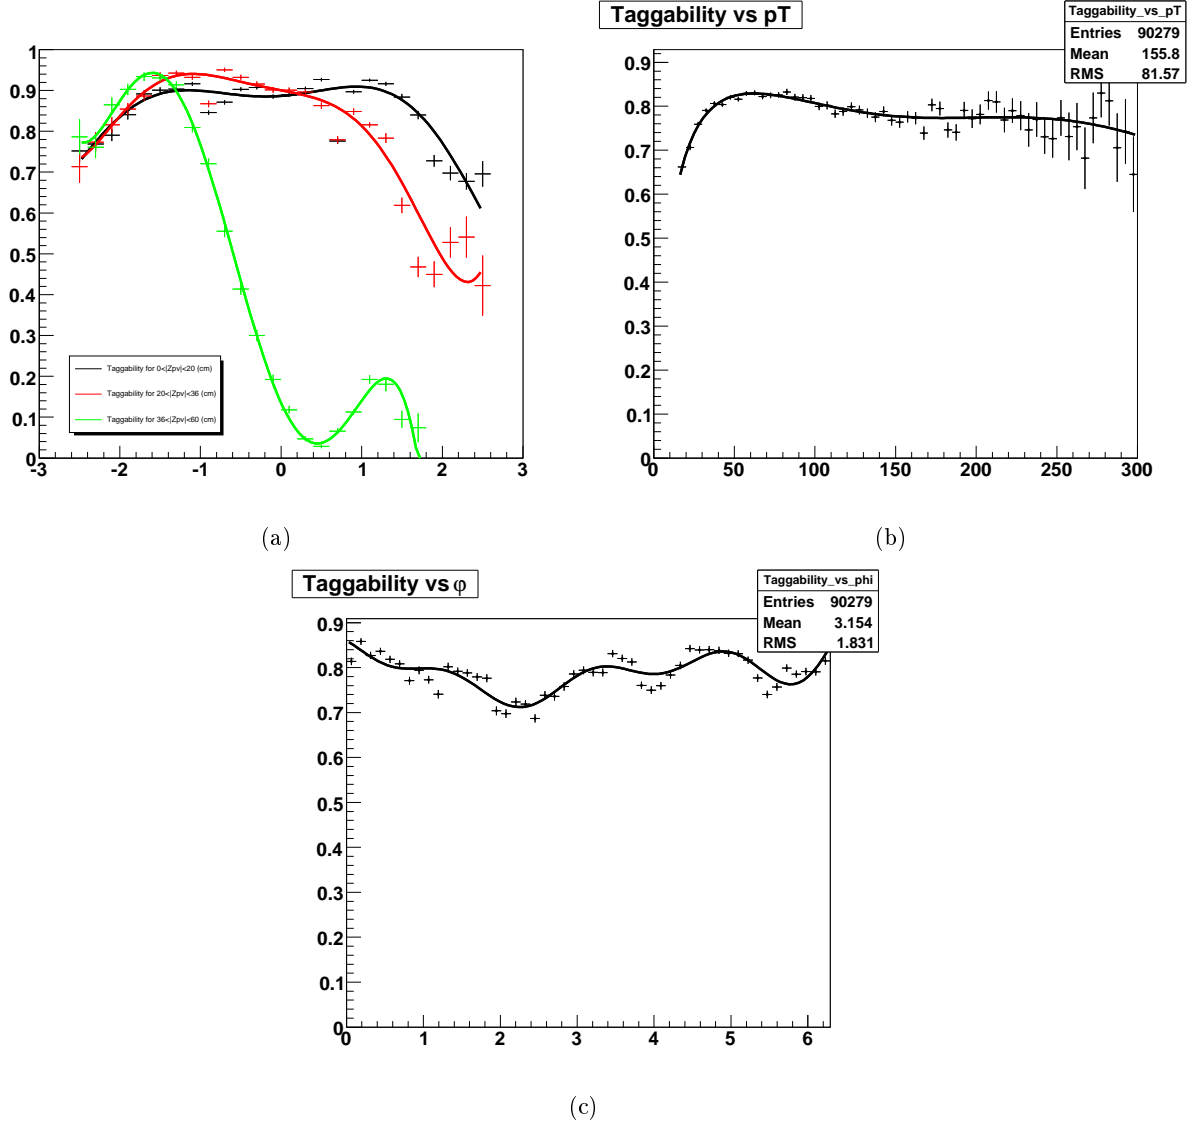 Taggability vs pT
Taggability_vs_pT
Entries 90279
Mean 155.8
RMS 81.57
1
0.9
0.8
0.7
0.6
0.5
0.4
0.3
0.2
0.1
0
-3 -2 -1 0 1 2 3
Taggability for 0<|Zpv|<20 (cm)
Taggability for 20<|Zpv|<36 (cm)
Taggability for 36<|Zpv|<60 (cm)
(a)
0.9
0.8
0.7
0.6
0.5
0.4
0.3
0.2
0.1
0
0 50 100 150 200 250 300
(b)
Taggability vs φ
Taggability_vs_phi
Entries 90279
Mean 3.154
RMS 1.831
0.9
0.8
0.7
0.6
0.5
0.4
0.3
0.2
0.1
0
0 1 2 3 4 5 6
(c)